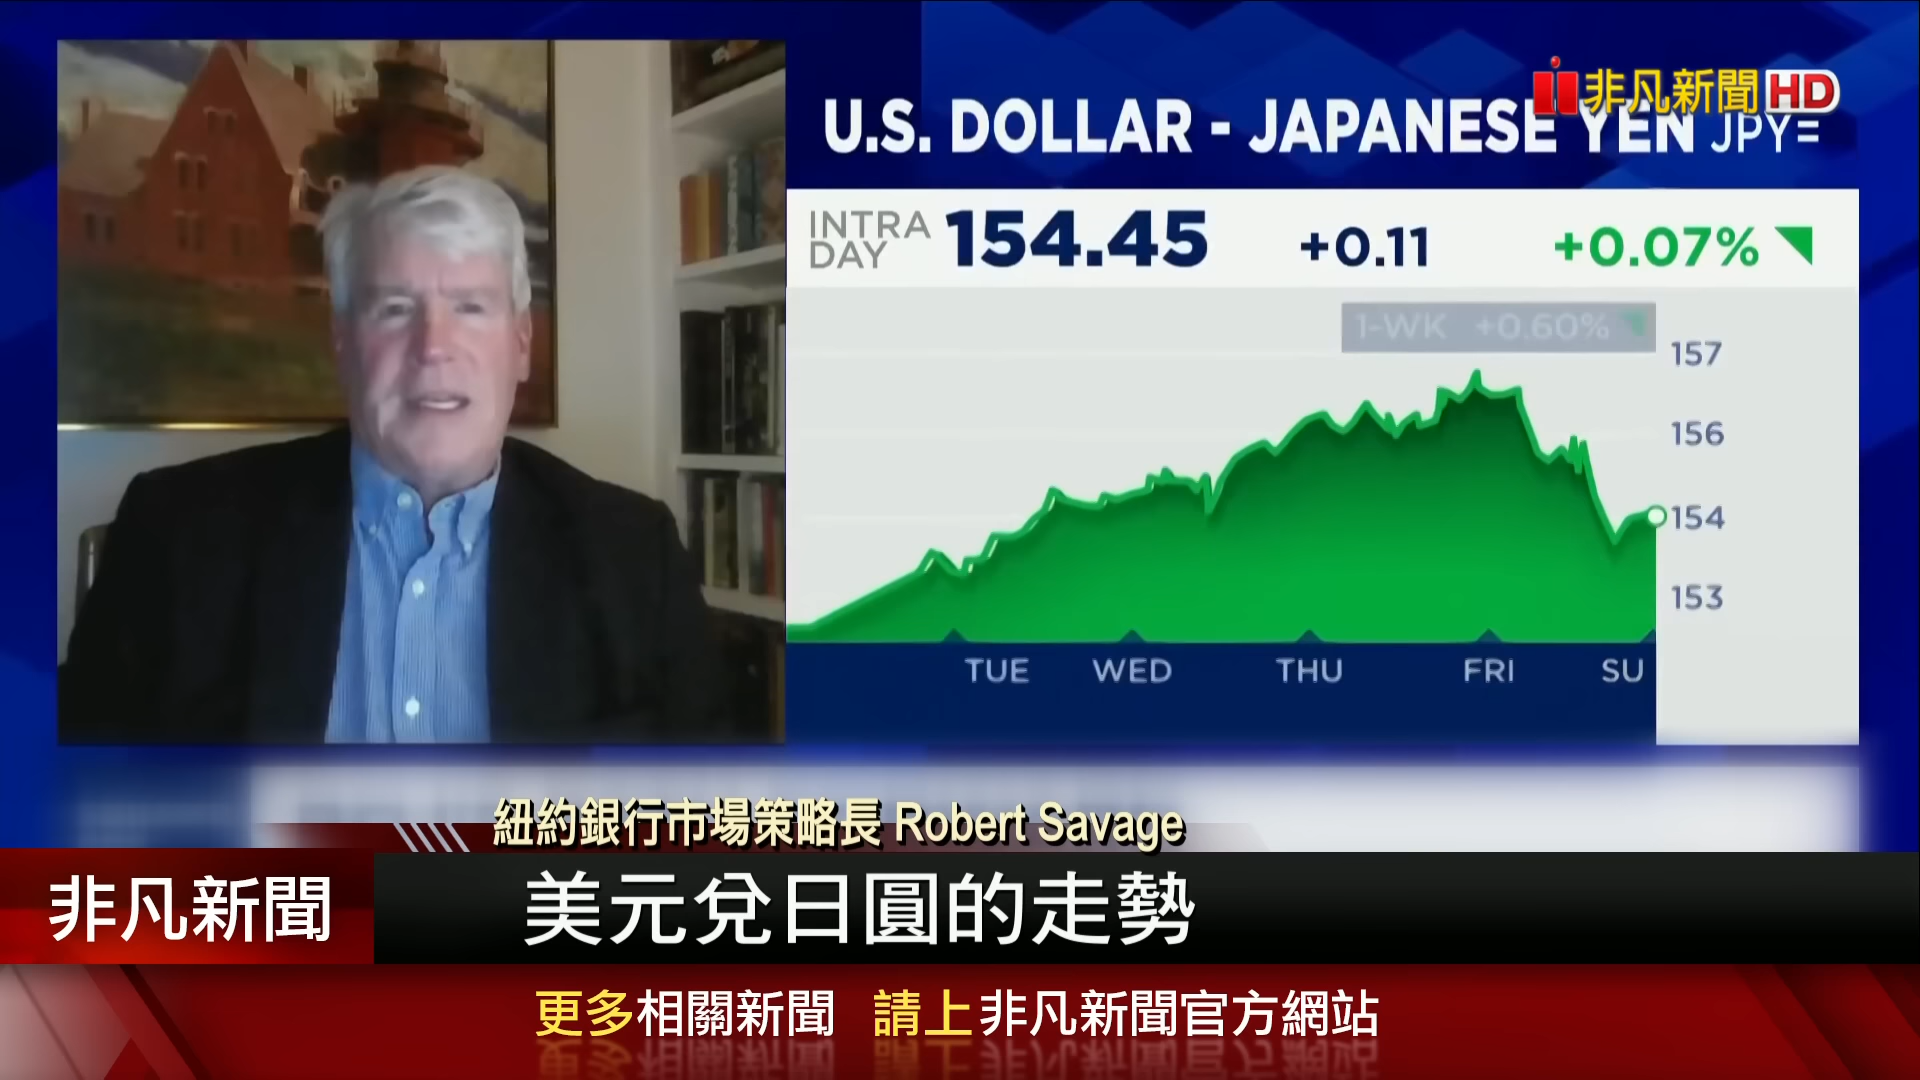 非凡新聞HD
U.S. DOLLAR - JAPANESE YEN JPY=
INTRA DAY 154.45 +0.11 +0.07%
1-WK +0.60%
157
156
154
153
TUE WED THU FRI SU
紐約銀行市場策略長 Robert Savage
非凡新聞
美元兌日圓的走勢
更多相關新聞 請上非凡新聞官方網站